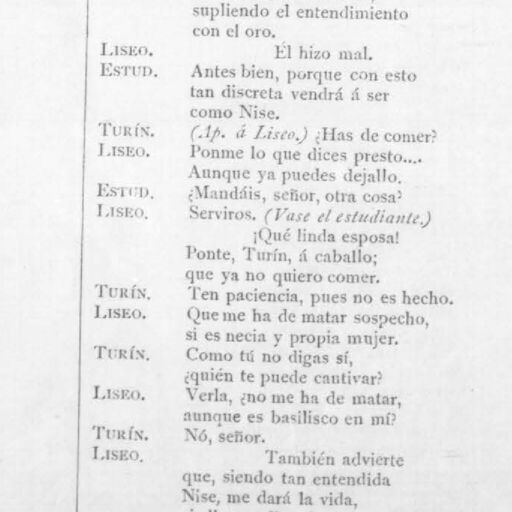 supliendo el entendimiento
con el oro.
LISEO. Él hizo mal.
ESTUD. Antes bien, porque con esto
tan discreta vendrá á ser
como Nise.
TURÍN. (Ap. á Liseo.) ¿Has de comer?
LISEO. Ponme lo que dices presto....
Aunque ya puedes dejallo.
ESTUD. ¿Mandáis, señor, otra cosa?
LISEO. Serviros. (Vase el estudiante.)
¡Qué linda esposa!
Ponte, Turín, á caballo;
que ya no quiero comer.
TURÍN. Ten paciencia, pues no es hecho.
LISEO. Que me ha de matar sospecho,
si es necia y propia mujer.
TURÍN. Como tú no digas sí,
¿quién te puede cantivar?
LISEO. Verla, ¿no me ha de matar,
aunque es basilisco en mí?
TURÍN. Nó, señor.
LISEO. También advierte
que, siendo tan entendida
Nise, me dará la vida,